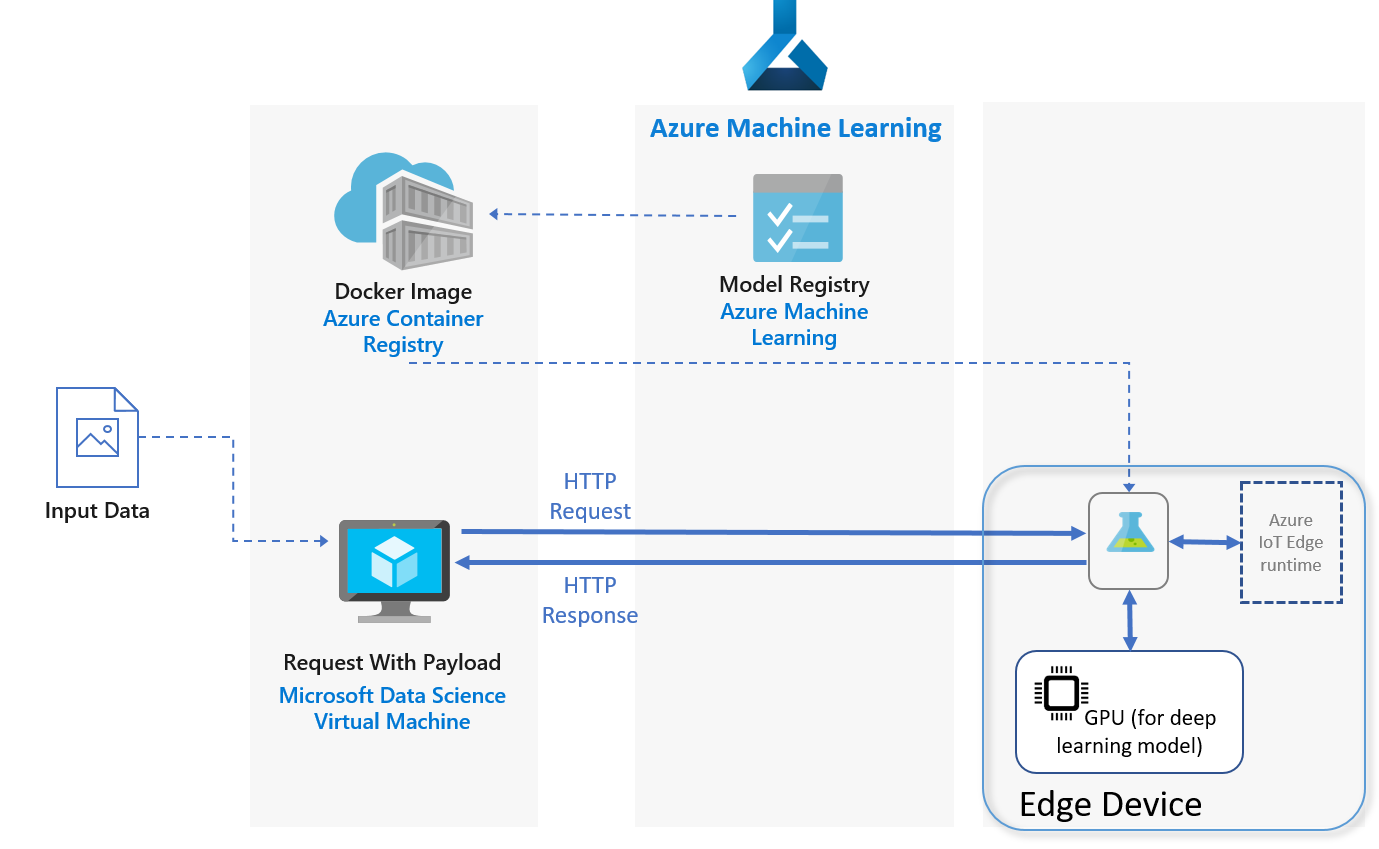 Azure Machine Learning
Docker Image
Azure Container
Registry
Model Registry
Azure Machine
Learning
Input Data
HTTP
Request
HTTP
Response
Request With Payload
Microsoft Data Science
Virtual Machine
Azure
IoT Edge
runtime
GPU (for deep
learning model)
Edge Device